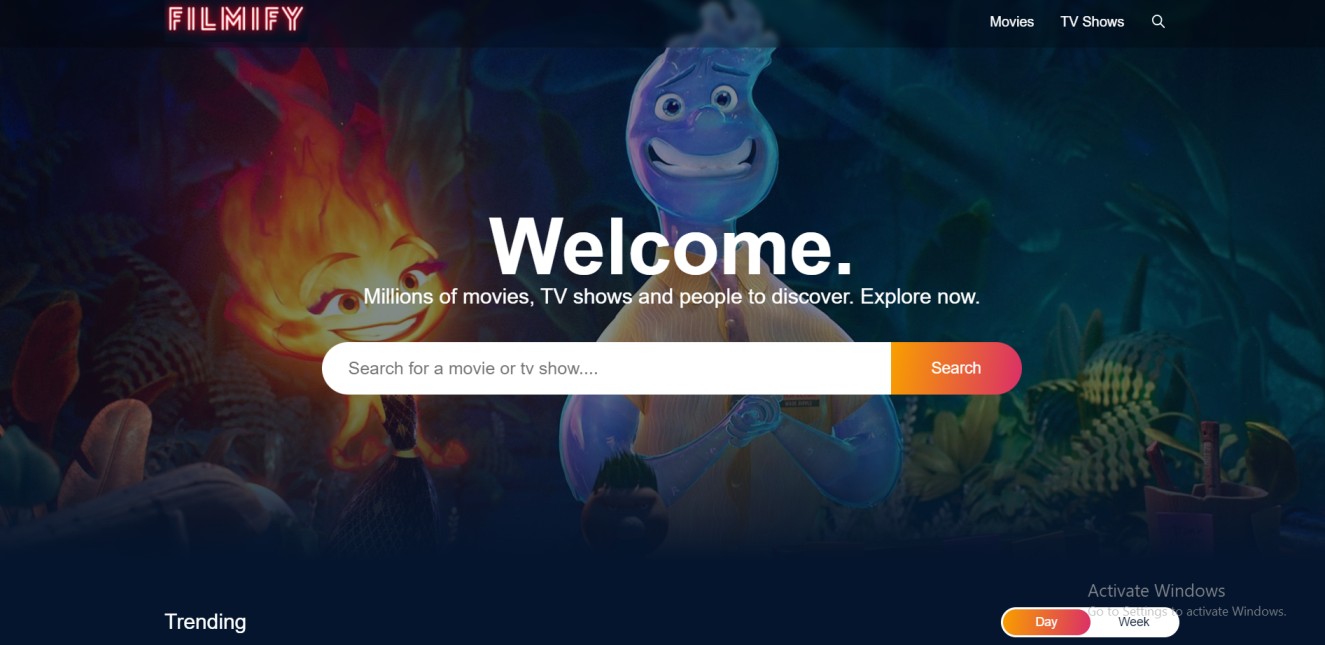 FILMIFY
Movies TV Shows
Welcome.
Millions of movies, TV shows and people to discover. Explore now.
Search for a movie or tv show....
Search
Activate Windows
Go to Settings to activate Windows.
Trending
Day Week